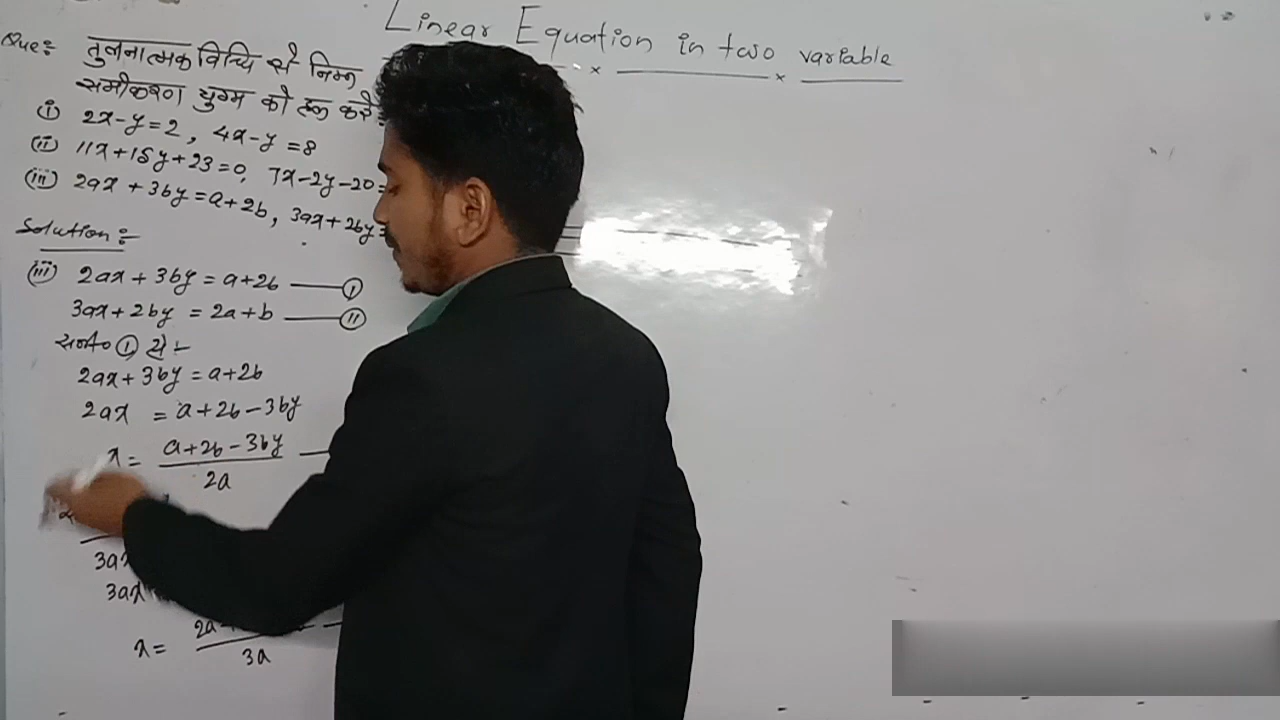 Linear Equation in two variable
Que:- तुलनात्मक विधि से निम्न
समीकरण युग्म को हल करें:
(i) 2x-y=2, 4x-y=8
(ii) 11x+15y+23=0, 7x-2y-20=
(iii) 2ax+3by=a+2b, 3ax+2by=
Solution:-
(iii) 2ax+3by=a+2b —— (I)
3ax+2by=2a+b —— (II)
स०मी० (I) से:-
2ax+3by=a+2b
2ax = a+2b-3by
x= a+2b-3by / 2a
3ax
3ax
x= 2a / 3a